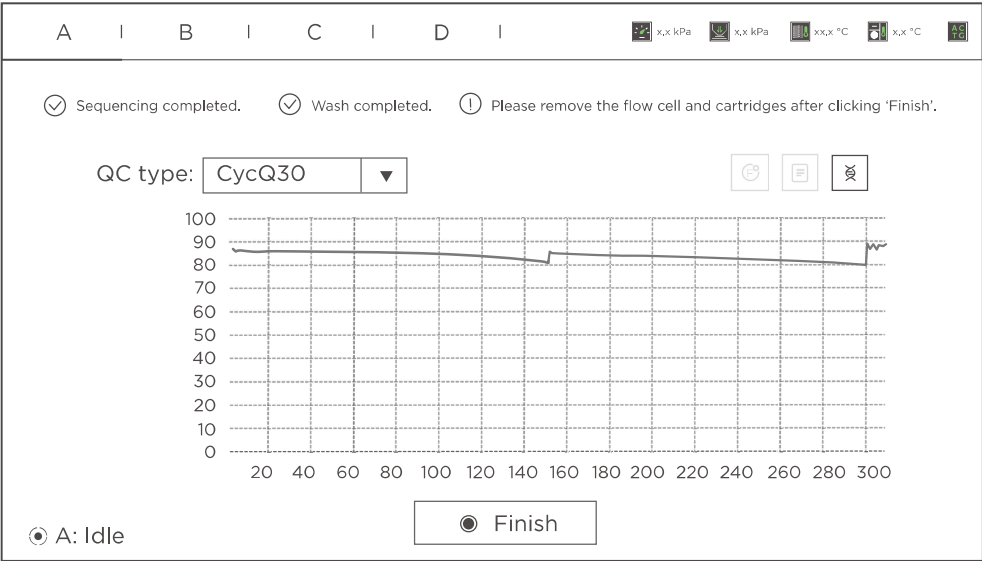 A | B | C | D | x.x kPa x.x kPa xx.x °C x.x °C AC
TG
Sequencing completed. Wash completed. Please remove the flow cell and cartridges after clicking ‘Finish’.
QC type: CycQ30
100
90
80
70
60
50
40
30
20
10
0
20 40 60 80 100 120 140 160 180 200 220 240 260 280 300
Finish
A: Idle